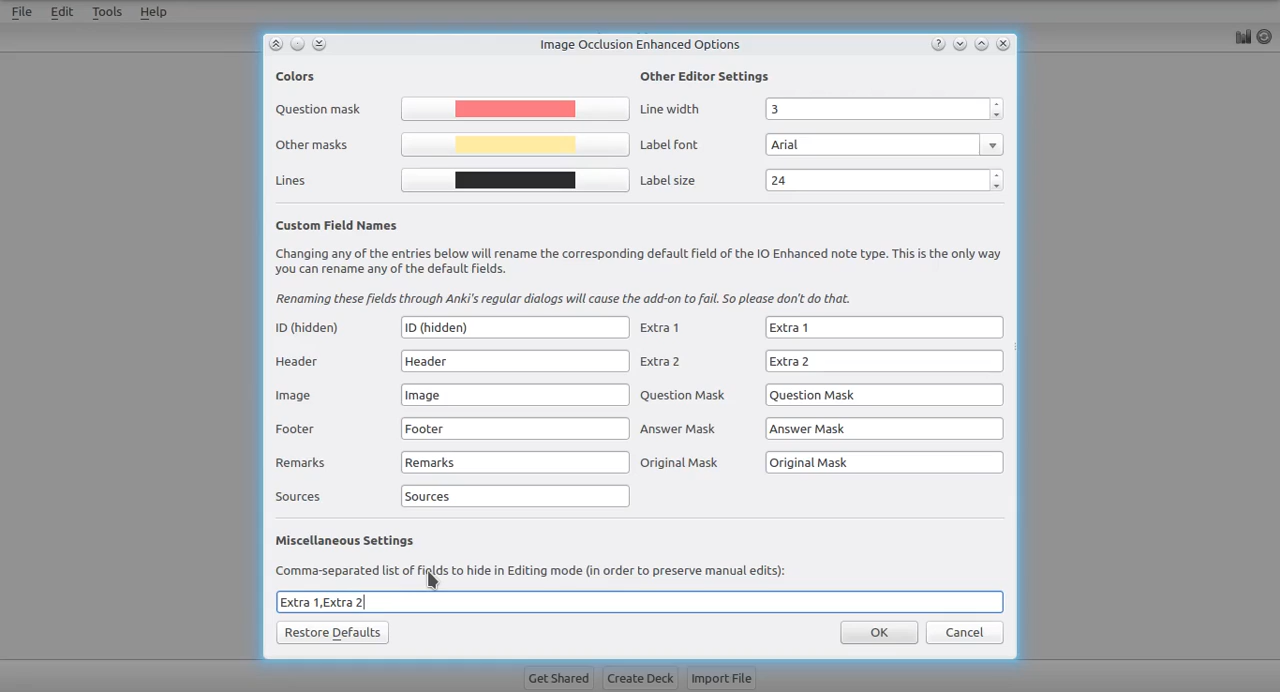 File Edit Tools Help
Image Occlusion Enhanced Options
Colors
Other Editor Settings
Question mask
Line width
3
Other masks
Label font
Arial
Lines
Label size
24
Custom Field Names
Changing any of the entries below will rename the corresponding default field of the IO Enhanced note type. This is the only way
you can rename any of the default fields.
Renaming these fields through Anki's regular dialogs will cause the add-on to fail. So please don't do that.
ID (hidden)
ID (hidden)
Extra 1
Extra 1
Header
Header
Extra 2
Extra 2
Image
Image
Question Mask
Question Mask
Footer
Footer
Answer Mask
Answer Mask
Remarks
Remarks
Original Mask
Original Mask
Sources
Sources
Miscellaneous Settings
Comma-separated list of fields to hide in Editing mode (in order to preserve manual edits):
Extra 1,Extra 2
Restore Defaults
OK
Cancel
Get Shared
Create Deck
Import File